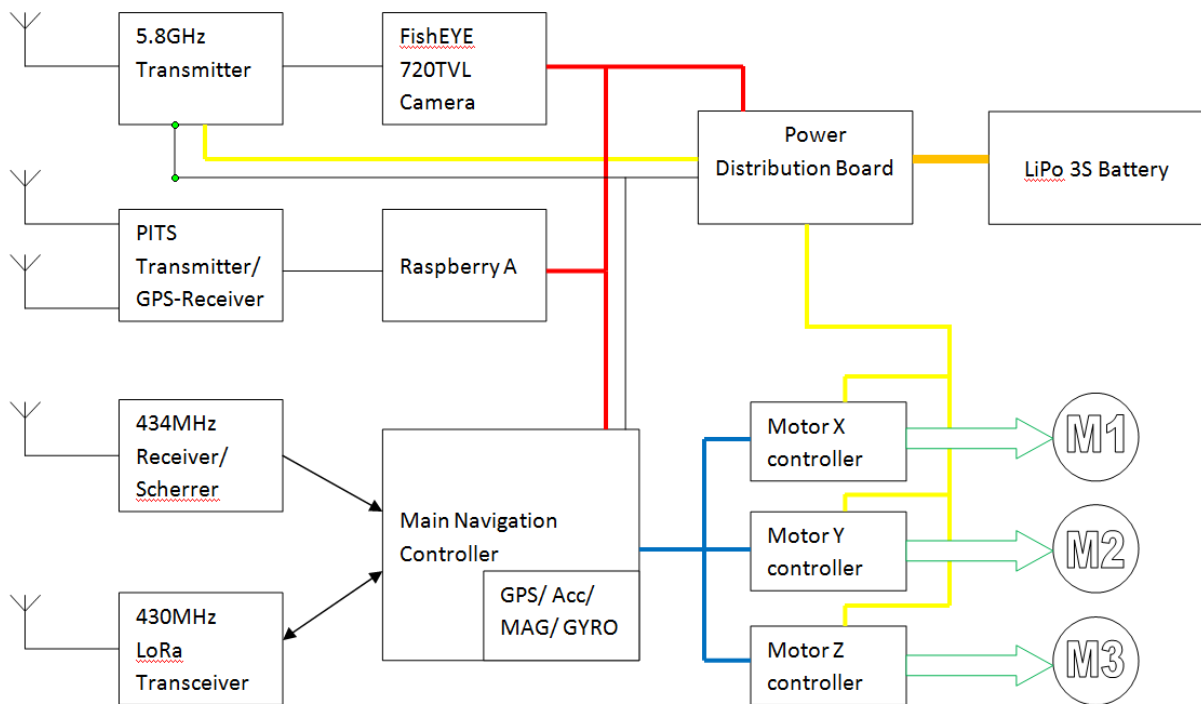 5.8GHz
Transmitter
FishEYE
720TVL
Camera
Power
Distribution Board
LiPo 3S Battery
PITS
Transmitter/
GPS-Receiver
Raspberry A
434MHz
Receiver/
Scherrer
Main Navigation
Controller
GPS/ Acc/
MAG/ GYRO
430MHz
LoRa
Transceiver
Motor X
controller
M1
Motor Y
controller
M2
Motor Z
controller
M3